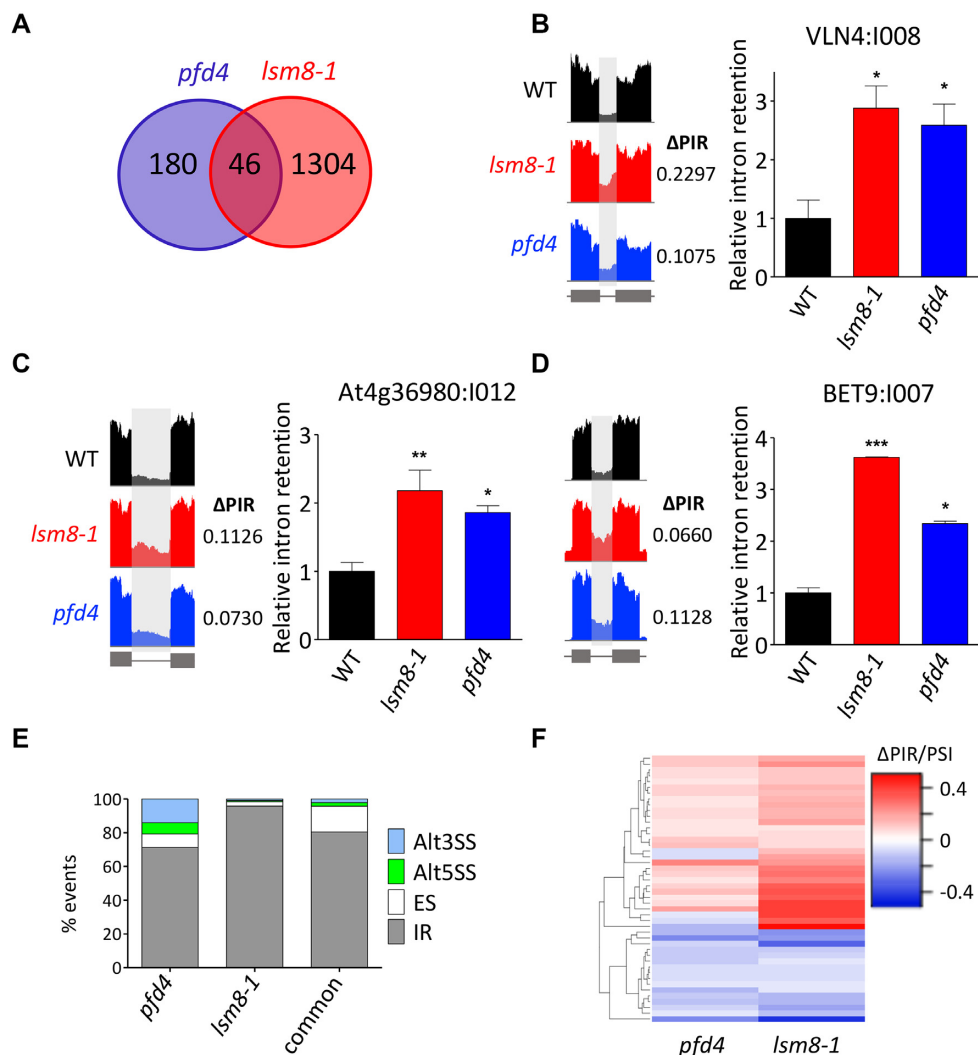 A
pfd4 lsm8-1
180 46 1304
B
VLN4:I008
WT
ΔPIR
lsm8-1
0.2297
pfd4
0.1075
Relative intron retention
3
2
1
0
* *
WT lsm8-1 pfd4
C
At4g36980:I012
WT
ΔPIR
lsm8-1
0.1126
pfd4
0.0730
Relative intron retention
3
2
1
0
** *
WT lsm8-1 pfd4
D
BET9:I007
ΔPIR
0.0660
0.1128
Relative intron retention
4
3
2
1
0
*** *
WT lsm8-1 pfd4
E
% events
100
80
60
40
20
0
pfd4 lsm8-1 common
Alt3SS
Alt5SS
ES
IR
F
ΔPIR/PSI
0.4
0
-0.4
pfd4 lsm8-1